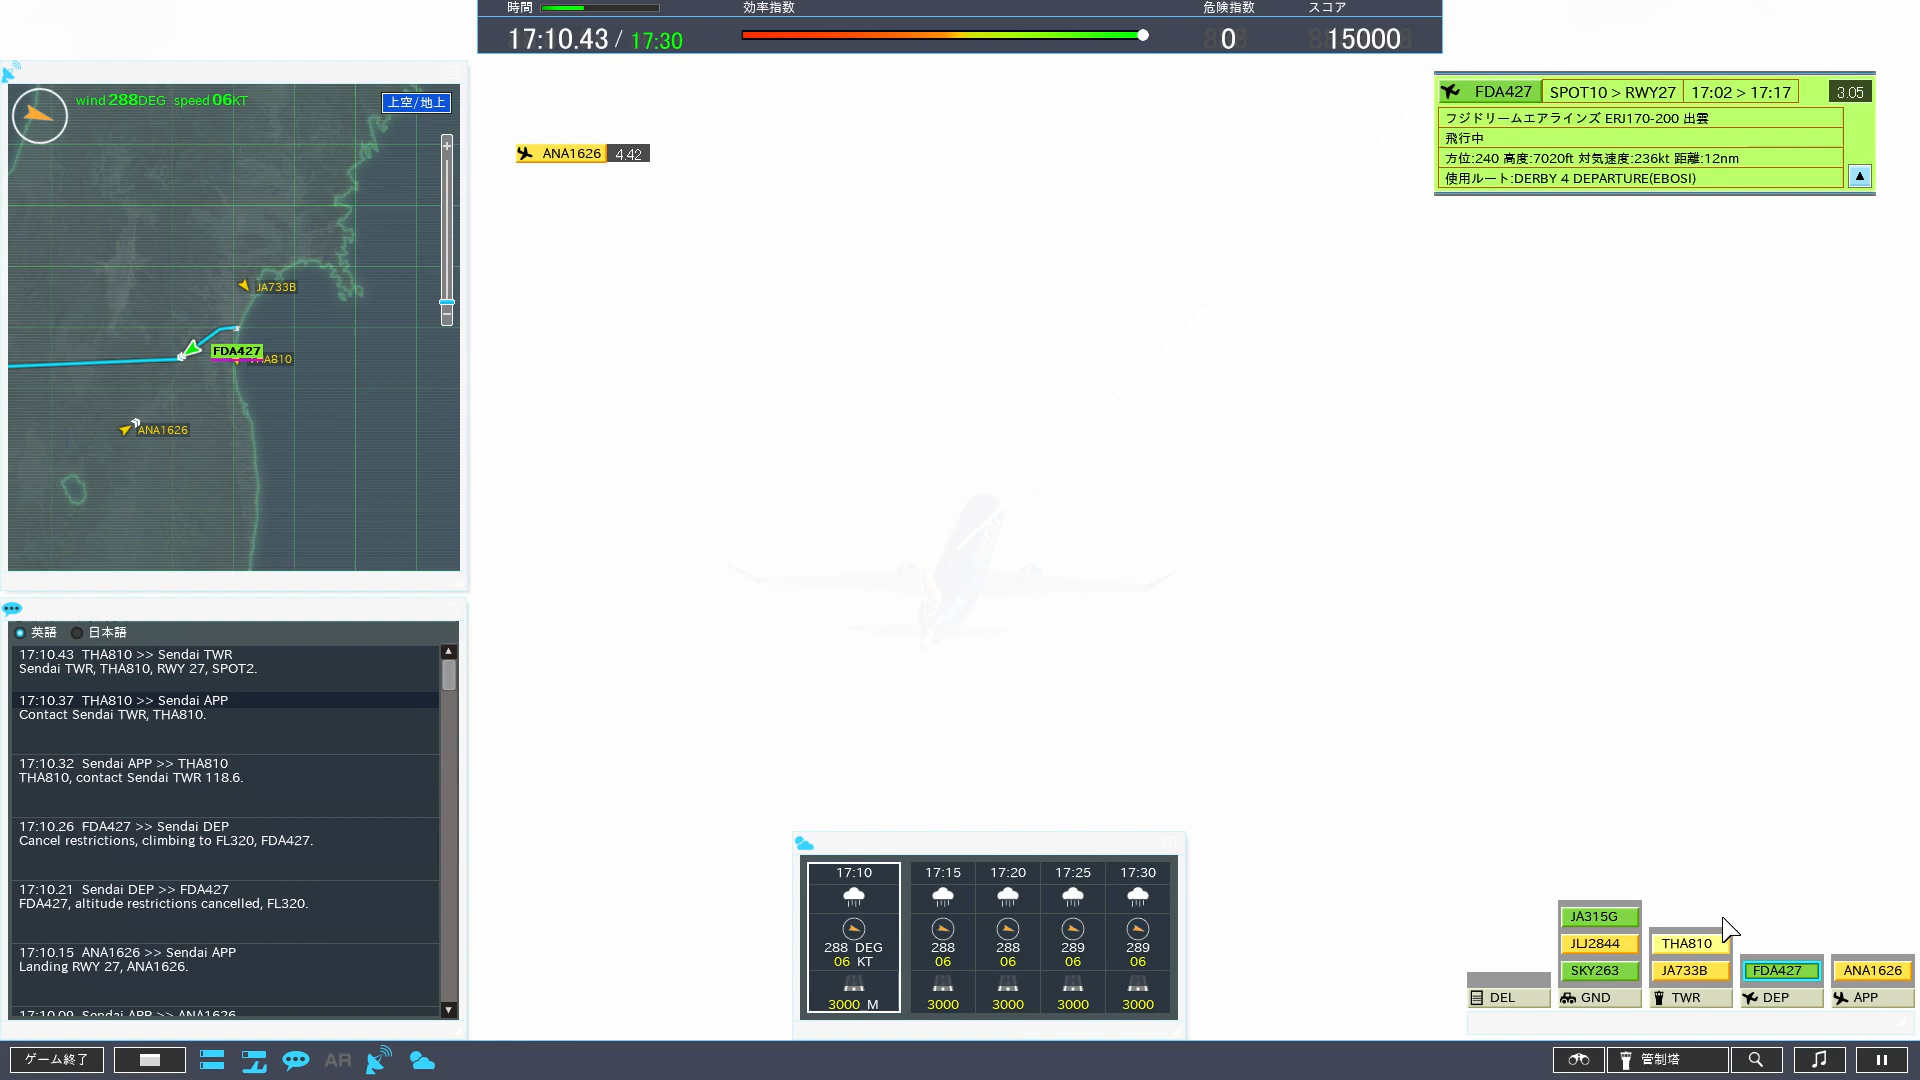 時間
効率指数
危険指数
スコア
17:10.43 / 17:30
0
15000
wind 288DEG speed 06KT
上空/地上
JA733B
FDA427
THA810
ANA1626
ANA1626 4.42
FDA427 SPOT10 > RWY27 17:02 > 17:17 3.05
フジドリームエアラインズ ERJ170-200 出雲
飛行中
方位:240 高度:7020ft 対気速度:236kt 距離:12nm
使用ルート:DERBY 4 DEPARTURE(EBOSI)
英語 日本語
17:10.43 THA810 >> Sendai TWR
Sendai TWR, THA810, RWY 27, SPOT2.
17:10.37 THA810 >> Sendai APP
Contact Sendai TWR, THA810.
17:10.32 Sendai APP >> THA810
THA810, contact Sendai TWR 118.6.
17:10.26 FDA427 >> Sendai DEP
Cancel restrictions, climbing to FL320, FDA427.
17:10.21 Sendai DEP >> FDA427
FDA427, altitude restrictions cancelled, FL320.
17:10.15 ANA1626 >> Sendai APP
Landing RWY 27, ANA1626.
17:10.09 Sendai APP >> ANA1626
17:10 17:15 17:20 17:25 17:30
288 DEG 288 288 289 289
06 KT 06 06 06 06
3000 M 3000 3000 3000 3000
JA315G
JLJ2844 THA810
SKY263 JA733B FDA427 ANA1626
DEL GND TWR DEP APP
ゲーム終了
AR
管制塔